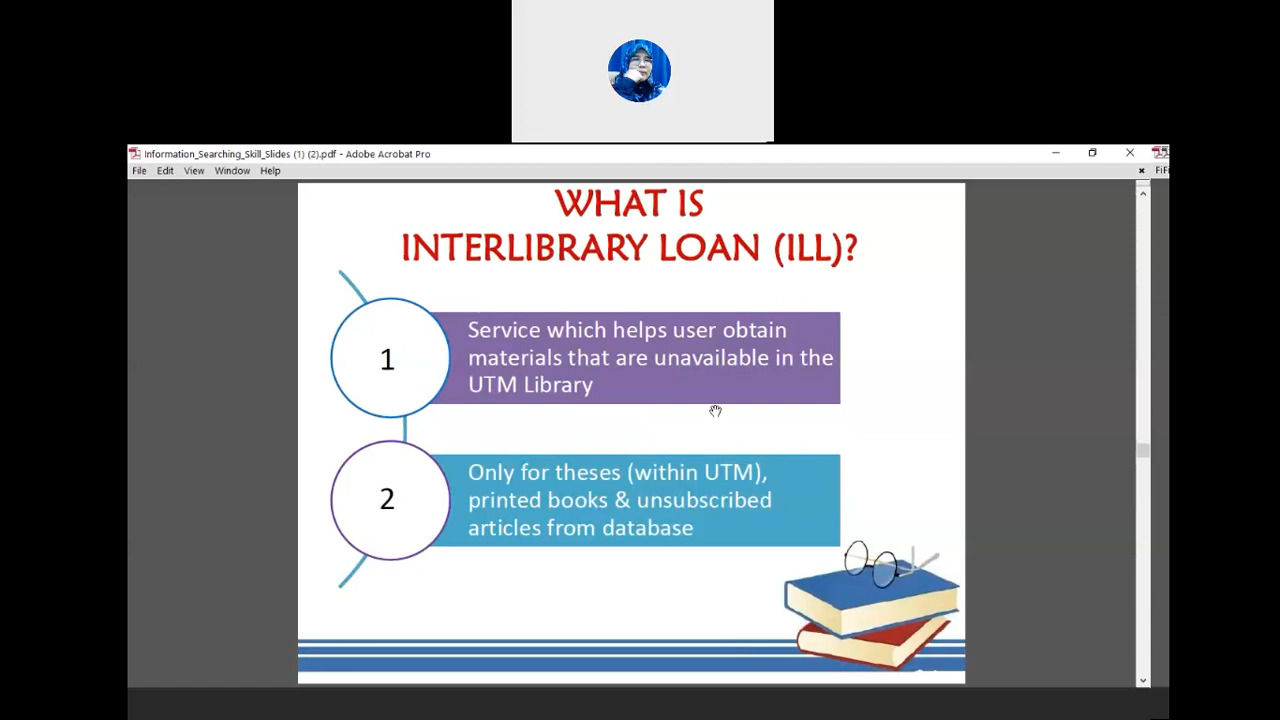 Information_Searching_Skill_Slides (1) (2).pdf - Adobe Acrobat Pro
File Edit View Window Help
FiFi
WHAT IS
INTERLIBRARY LOAN (ILL)?
1
Service which helps user obtain
materials that are unavailable in the
UTM Library
2
Only for theses (within UTM),
printed books & unsubscribed
articles from database